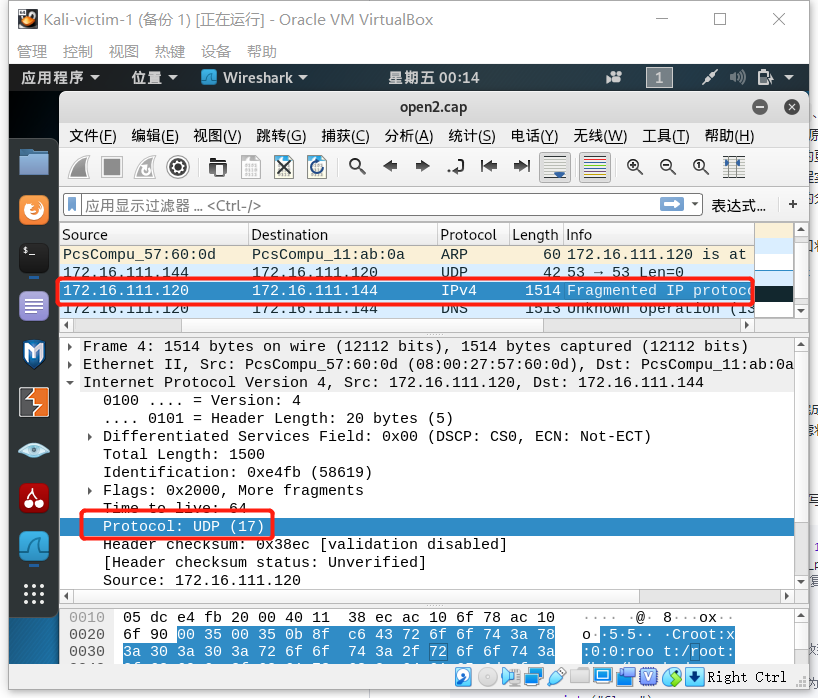 Kali-victim-1 (备份 1) [正在运行] - Oracle VM VirtualBox
管理 控制 视图 热键 设备 帮助
应用程序 位置 Wireshark 星期五 00:14 1
open2.cap
文件(F) 编辑(E) 视图(V) 跳转(G) 捕获(C) 分析(A) 统计(S) 电话(Y) 无线(W) 工具(T) 帮助(H)
应用显示过滤器 … <Ctrl-/> 表达式… +
Source Destination Protocol Length Info
PcsCompu_57:60:0d PcsCompu_11:ab:0a ARP 60 172.16.111.120 is at
172.16.111.144 172.16.111.120 UDP 42 53 → 53 Len=0
172.16.111.120 172.16.111.144 IPv4 1514 Fragmented IP protoco
172.16.111.120 172.16.111.144 DNS 1513 Unknown operation (13
Frame 4: 1514 bytes on wire (12112 bits), 1514 bytes captured (12112 bits)
Ethernet II, Src: PcsCompu_57:60:0d (08:00:27:57:60:0d), Dst: PcsCompu_11:ab:0a
Internet Protocol Version 4, Src: 172.16.111.120, Dst: 172.16.111.144
0100 .... = Version: 4
.... 0101 = Header Length: 20 bytes (5)
Differentiated Services Field: 0x00 (DSCP: CS0, ECN: Not-ECT)
Total Length: 1500
Identification: 0xe4fb (58619)
Flags: 0x2000, More fragments
Time to live: 64
Protocol: UDP (17)
Header checksum: 0x38ec [validation disabled]
[Header checksum status: Unverified]
Source: 172.16.111.120
0010 05 dc e4 fb 20 00 40 11 38 ec ac 10 6f 78 ac 10 ···· ·@· 8···ox··
0020 6f 90 00 35 00 35 0b 8f c6 43 72 6f 6f 74 3a 78 o··5·5·· ·Croot:x
0030 3a 30 3a 30 3a 72 6f 6f 74 3a 2f 72 6f 6f 74 3a :0:0:roo t:/root:
Right Ctrl